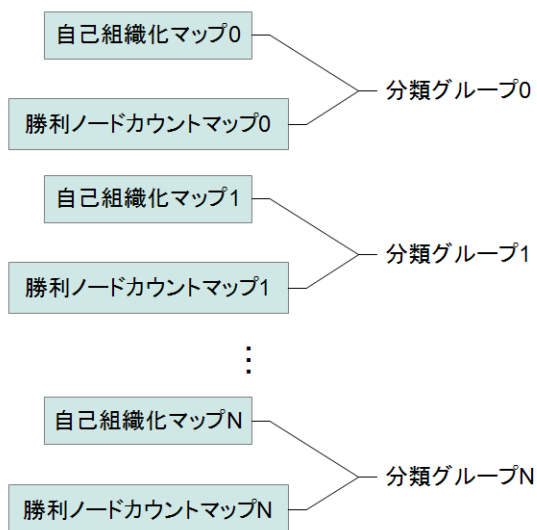 自己組織化マップ0
分類グループ0
勝利ノードカウントマップ0
自己組織化マップ1
分類グループ1
勝利ノードカウントマップ1
⋮
自己組織化マップN
分類グループN
勝利ノードカウントマップN